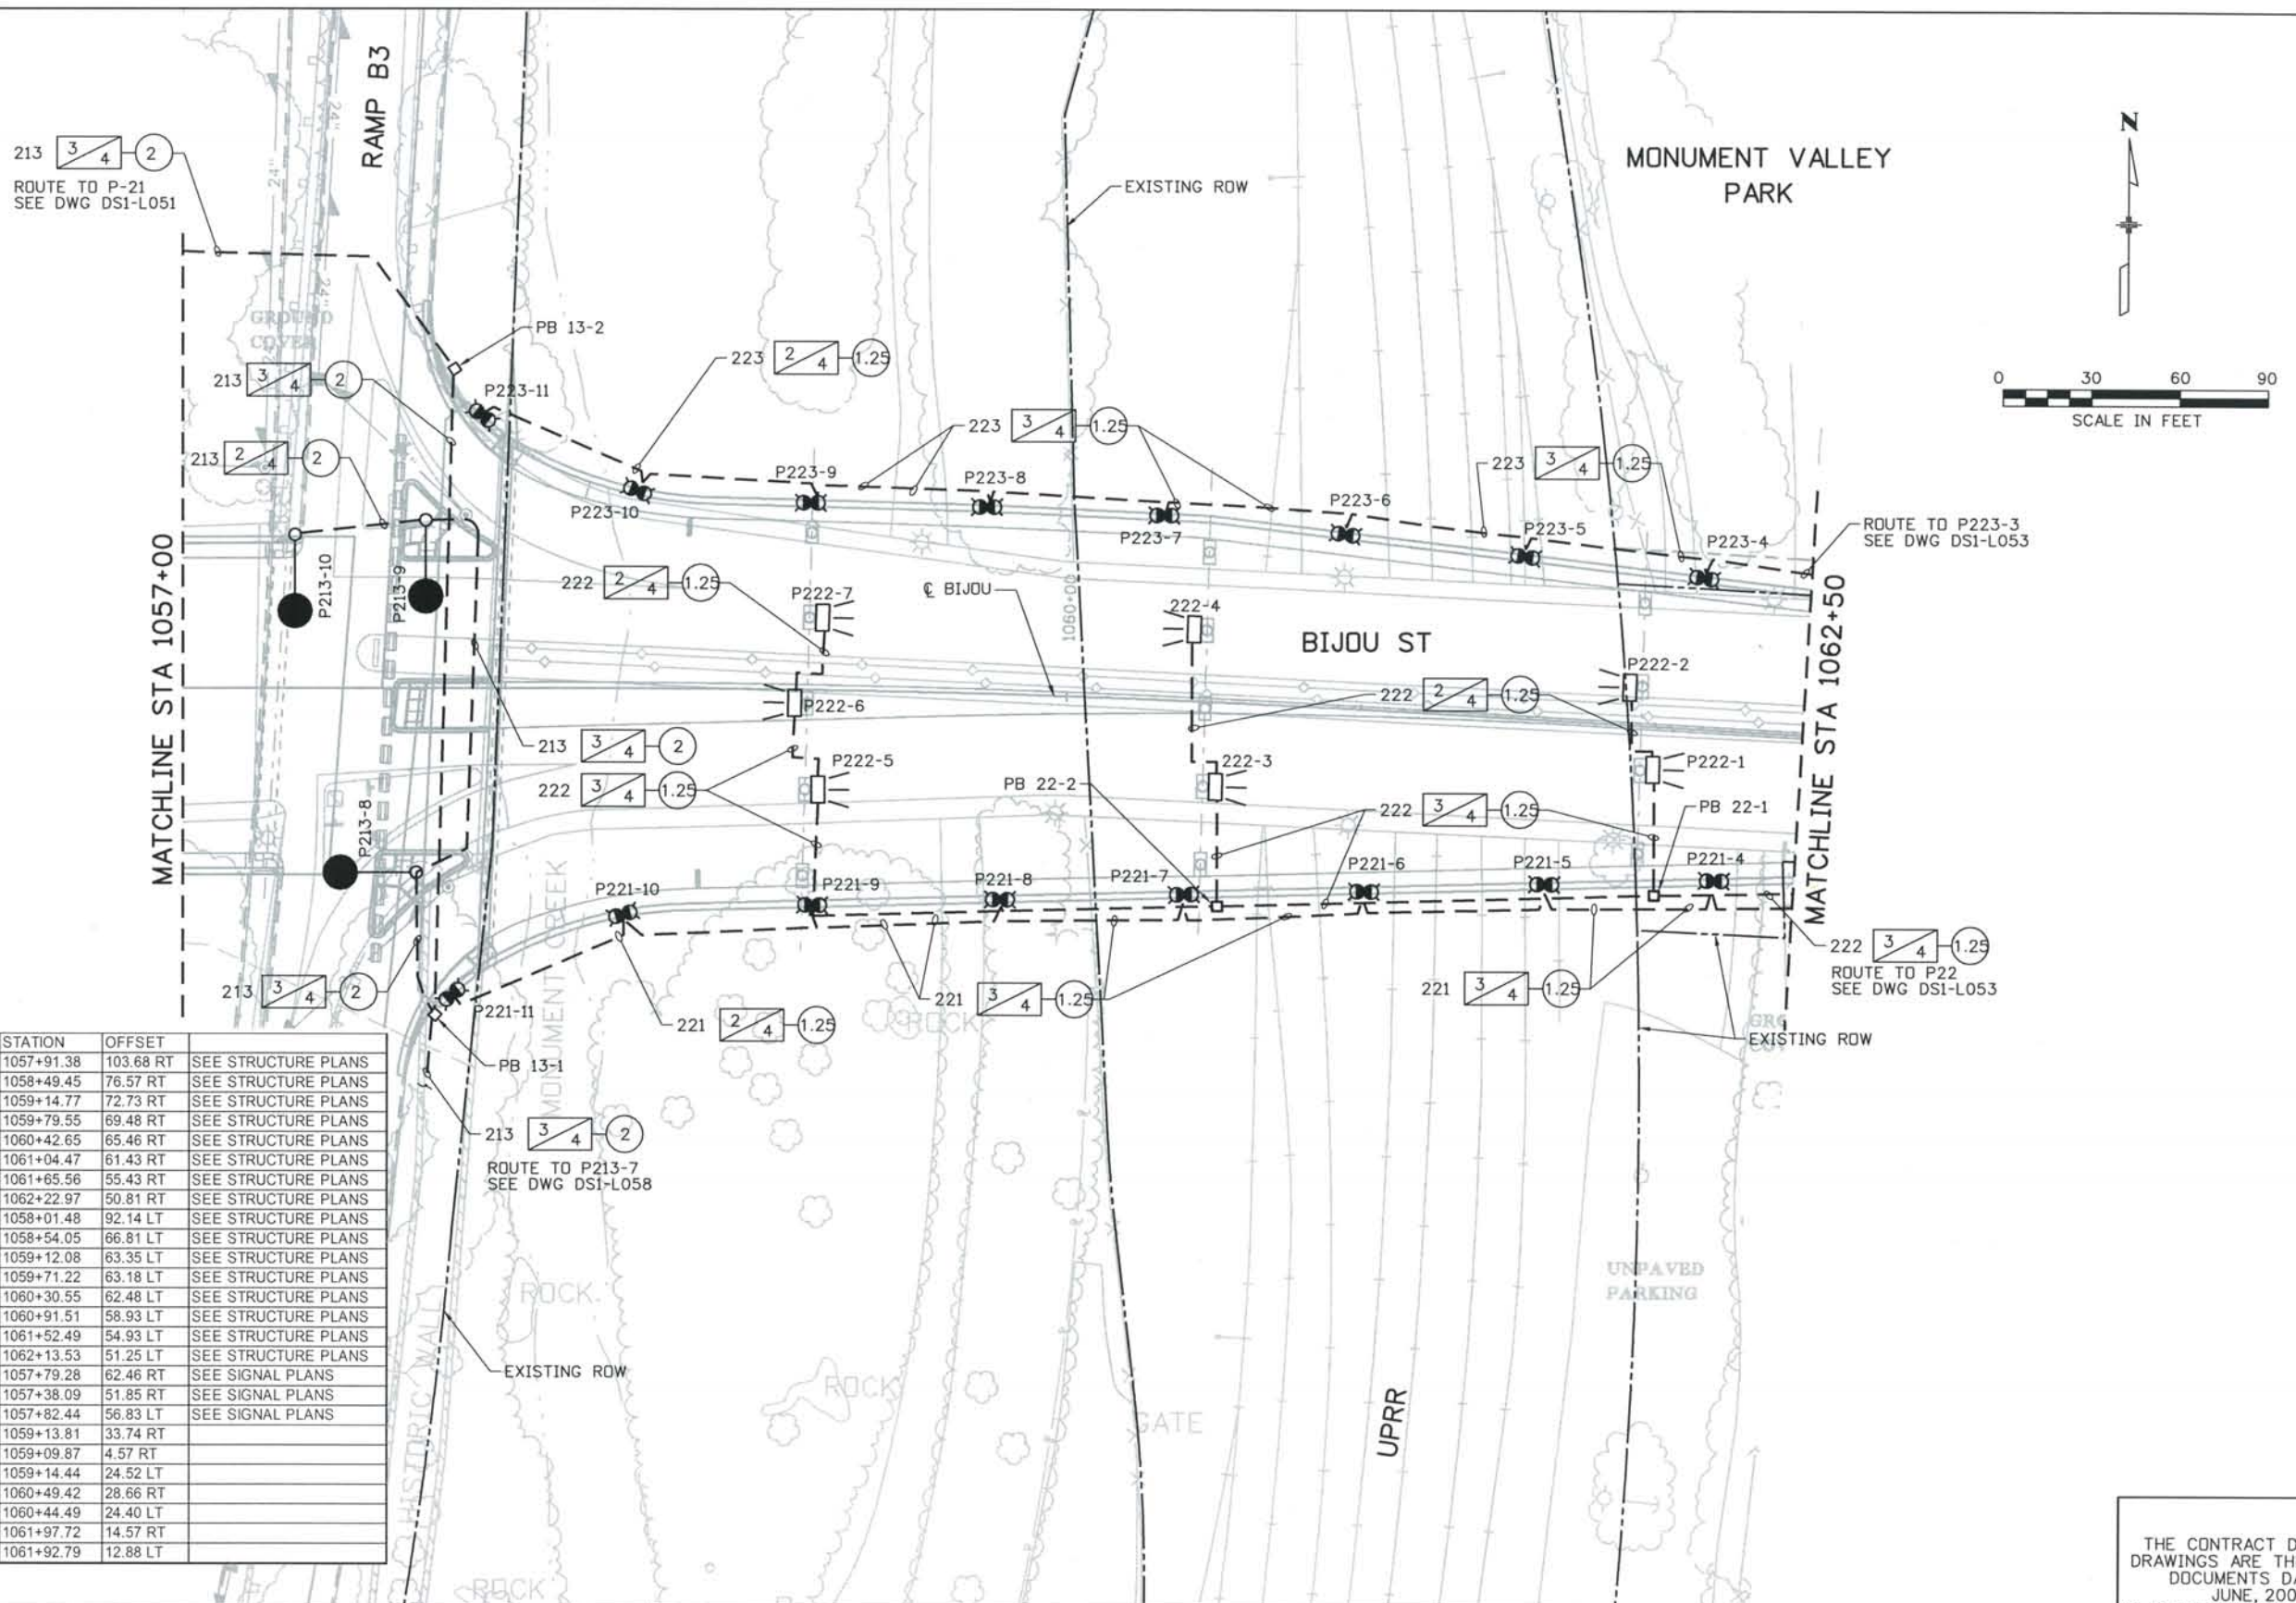 RAMP B3
213 3/4 2
ROUTE TO P-21
SEE DWG DS1-L051
24"
24"
24"
EXISTING ROW
MONUMENT VALLEY
PARK
N
0 30 60 90
SCALE IN FEET
GROUND
COVER
PB 13-2
213 3/4 2
P223-11
223 2/4 1.25
213 2/4 2
223 3/4 1.25
223 3/4 1.25
P223-10
P223-9
P223-8
P223-7
P223-6
P223-5
P223-4
ROUTE TO P223-3
SEE DWG DS1-L053
MATCHLINE STA 1057+00
P213-10
P213-9
222 2/4 1.25
P222-7
℄ BIJOU
1060+00
222-4
BIJOU ST
P222-2
MATCHLINE STA 1062+50
P222-6
222 2/4 1.25
213 3/4 2
P222-5
222 3/4 1.25
PB 22-2
222-3
P222-1
222 3/4 1.25
PB 22-1
P213-8
P221-10
P221-9
P221-8
P221-7
P221-6
P221-5
P221-4
MONUMENT CREEK
213 3/4 2
P221-11
221 2/4 1.25
221 3/4 1.25
221 3/4 1.25
222 3/4 1.25
ROUTE TO P22
SEE DWG DS1-L053
ROCK
EXISTING ROW
PB 13-1
213 3/4 2
ROUTE TO P213-7
SEE DWG DS1-L058
STATION OFFSET
1057+91.38 103.68 RT SEE STRUCTURE PLANS
1058+49.45 76.57 RT SEE STRUCTURE PLANS
1059+14.77 72.73 RT SEE STRUCTURE PLANS
1059+79.55 69.48 RT SEE STRUCTURE PLANS
1060+42.65 65.46 RT SEE STRUCTURE PLANS
1061+04.47 61.43 RT SEE STRUCTURE PLANS
1061+65.56 55.43 RT SEE STRUCTURE PLANS
1062+22.97 50.81 RT SEE STRUCTURE PLANS
1058+01.48 92.14 LT SEE STRUCTURE PLANS
1058+54.05 66.81 LT SEE STRUCTURE PLANS
1059+12.08 63.35 LT SEE STRUCTURE PLANS
1059+71.22 63.18 LT SEE STRUCTURE PLANS
1060+30.55 62.48 LT SEE STRUCTURE PLANS
1060+91.51 58.93 LT SEE STRUCTURE PLANS
1061+52.49 54.93 LT SEE STRUCTURE PLANS
1062+13.53 51.25 LT SEE STRUCTURE PLANS
1057+79.28 62.46 RT SEE SIGNAL PLANS
1057+38.09 51.85 RT SEE SIGNAL PLANS
1057+82.44 56.83 LT SEE SIGNAL PLANS
1059+13.81 33.74 RT
1059+09.87 4.57 RT
1059+14.44 24.52 LT
1060+49.42 28.66 RT
1060+44.49 24.40 LT
1061+97.72 14.57 RT
1061+92.79 12.88 LT
HISTORIC WALL
EXISTING ROW
ROCK
ROCK
ROCK
GATE
UPRR
UNPAVED
PARKING
THE CONTRACT D
DRAWINGS ARE TH
DOCUMENTS DA
JUNE, 200